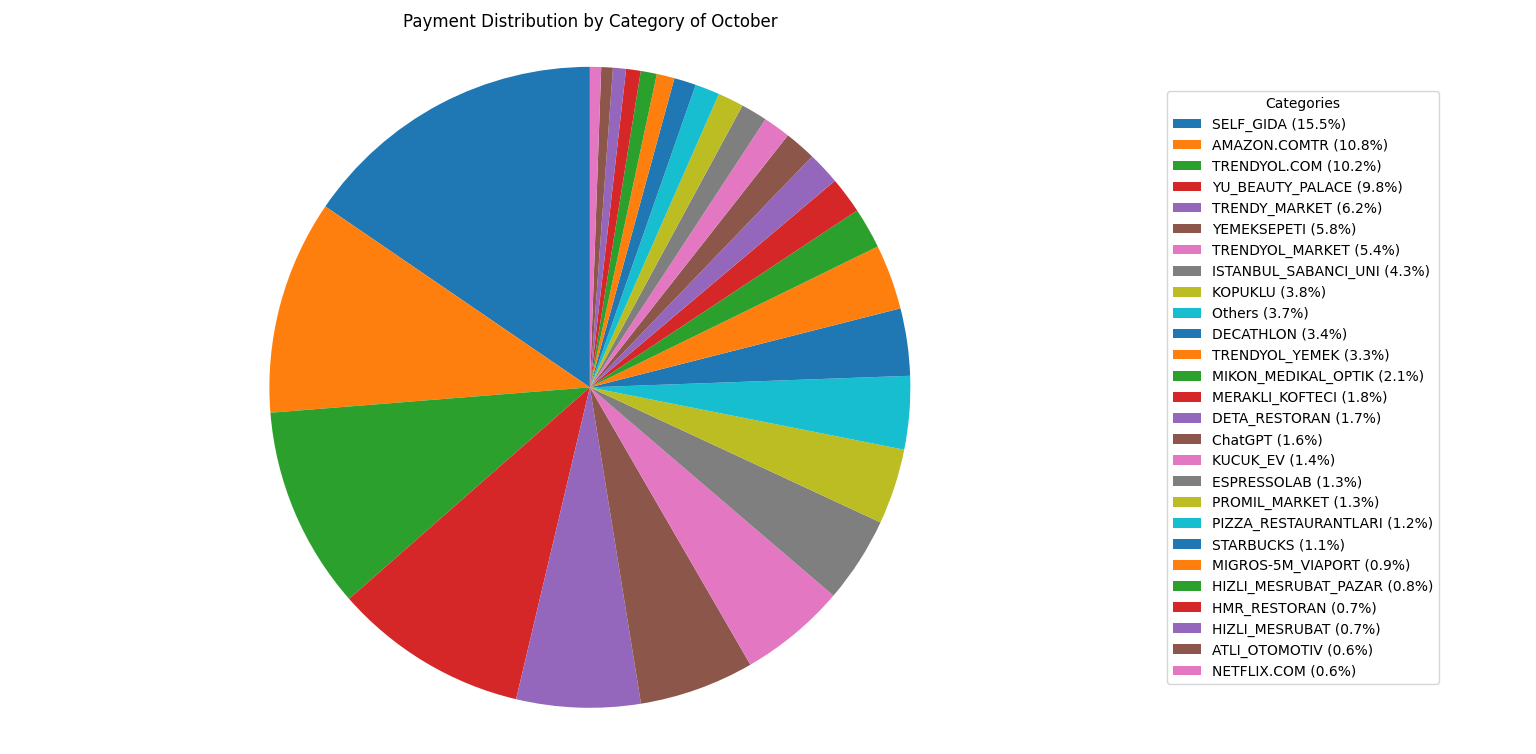 Payment Distribution by Category of October
Categories
SELF_GIDA (15.5%)
AMAZON.COMTR (10.8%)
TRENDYOL.COM (10.2%)
YU_BEAUTY_PALACE (9.8%)
TRENDY_MARKET (6.2%)
YEMEKSEPETI (5.8%)
TRENDYOL_MARKET (5.4%)
ISTANBUL_SABANCI_UNI (4.3%)
KOPUKLU (3.8%)
Others (3.7%)
DECATHLON (3.4%)
TRENDYOL_YEMEK (3.3%)
MIKON_MEDIKAL_OPTIK (2.1%)
MERAKLI_KOFTECI (1.8%)
DETA_RESTORAN (1.7%)
ChatGPT (1.6%)
KUCUK_EV (1.4%)
ESPRESSOLAB (1.3%)
PROMIL_MARKET (1.3%)
PIZZA_RESTAURANTLARI (1.2%)
STARBUCKS (1.1%)
MIGROS-5M_VIAPORT (0.9%)
HIZLI_MESRUBAT_PAZAR (0.8%)
HMR_RESTORAN (0.7%)
HIZLI_MESRUBAT (0.7%)
ATLI_OTOMOTIV (0.6%)
NETFLIX.COM (0.6%)